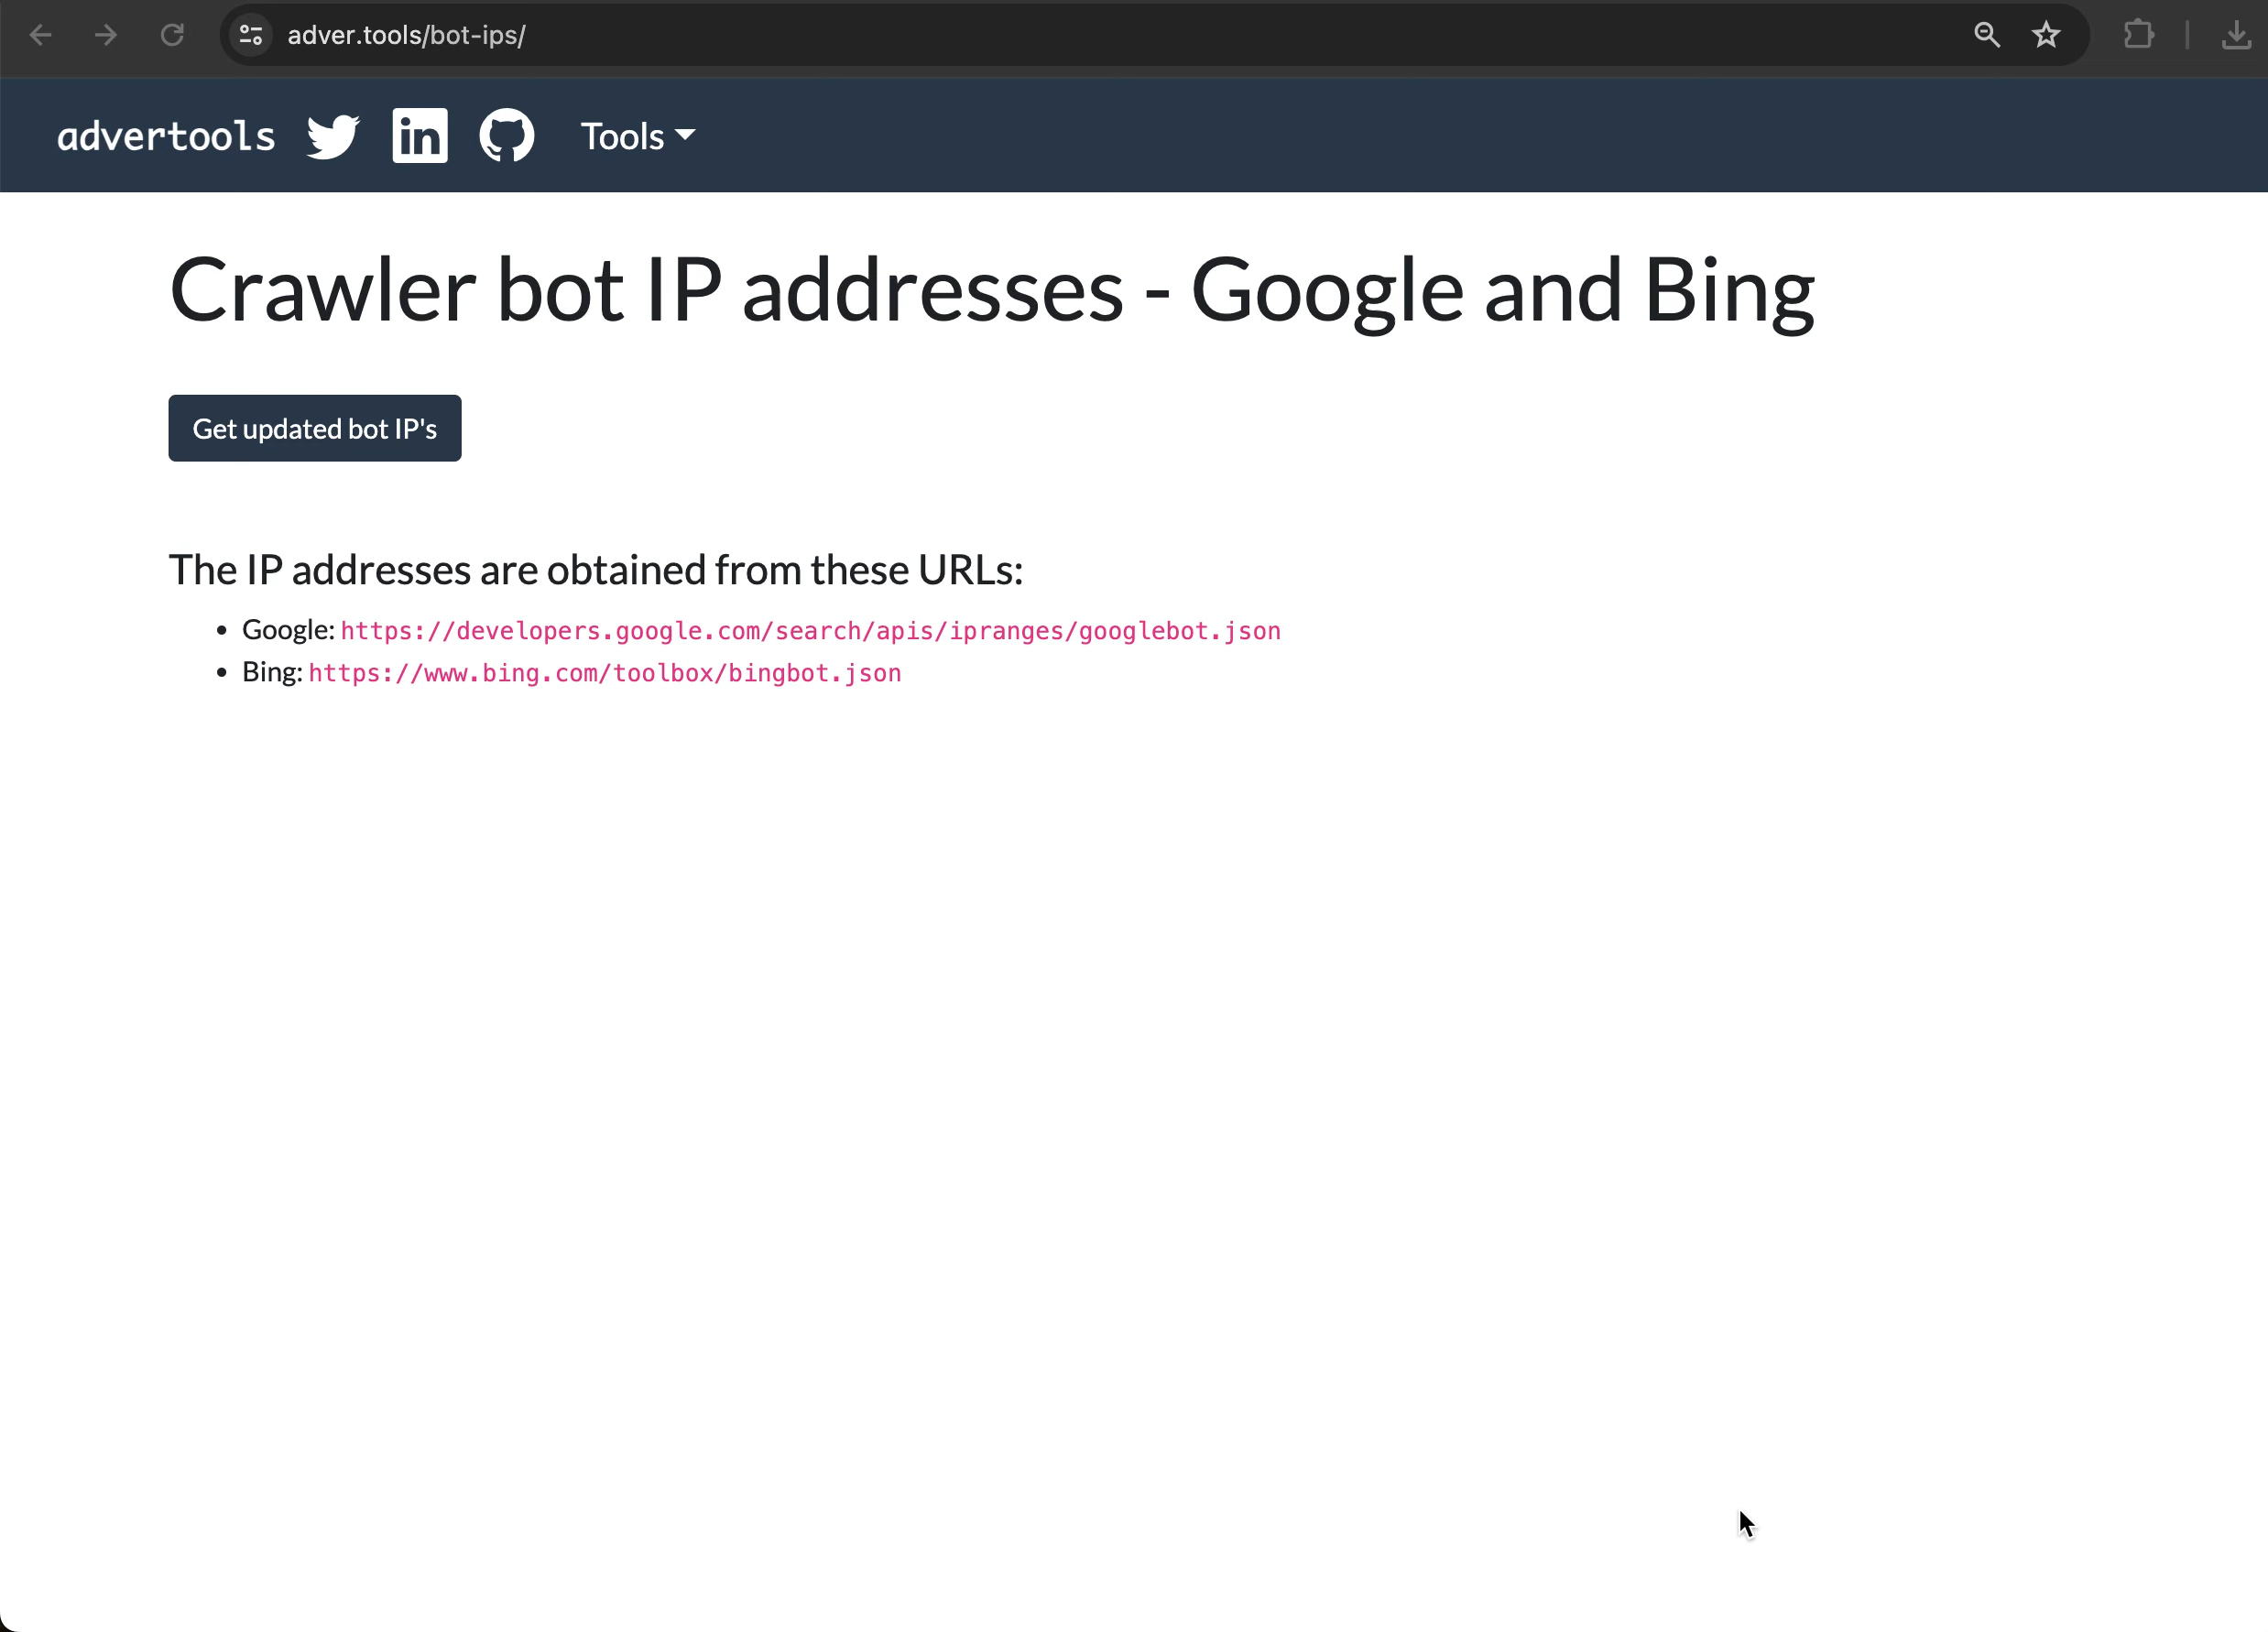 adver.tools/bot-ips/
advertools Tools
Crawler bot IP addresses - Google and Bing
Get updated bot IP's
The IP addresses are obtained from these URLs:
Google: https://developers.google.com/search/apis/ipranges/googlebot.json
Bing: https://www.bing.com/toolbox/bingbot.json